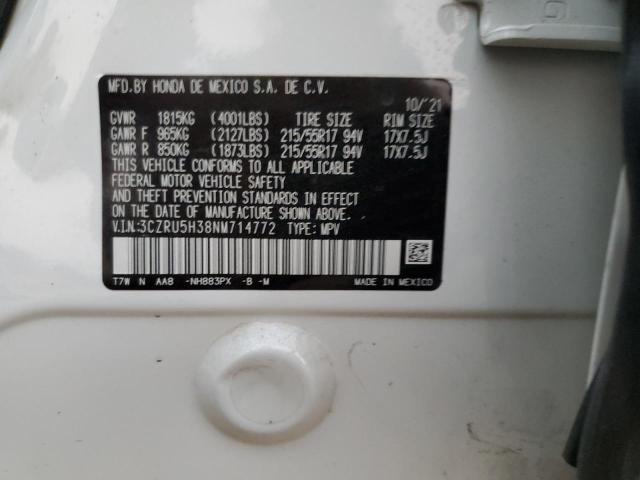 MFD.BY HONDA DE MEXICO S.A. DE C.V.
10/'21
GVWR 1815KG (4001LBS) TIRE SIZE RIM SIZE
GAWR F 965KG (2127LBS) 215/55R17 94V 17X7.5J
GAWR R 850KG (1873LBS) 215/55R17 94V 17X7.5J
THIS VEHICLE CONFORMS TO ALL APPLICABLE
FEDERAL MOTOR VEHICLE SAFETY
AND THEFT PREVENTION STANDARDS IN EFFECT
ON THE DATE OF MANUFACTURE SHOWN ABOVE.
V.I.N:3CZRU5H38NM714772 TYPE: MPV
T7W N AA8 -NH883PX -B -M MADE IN MEXICO